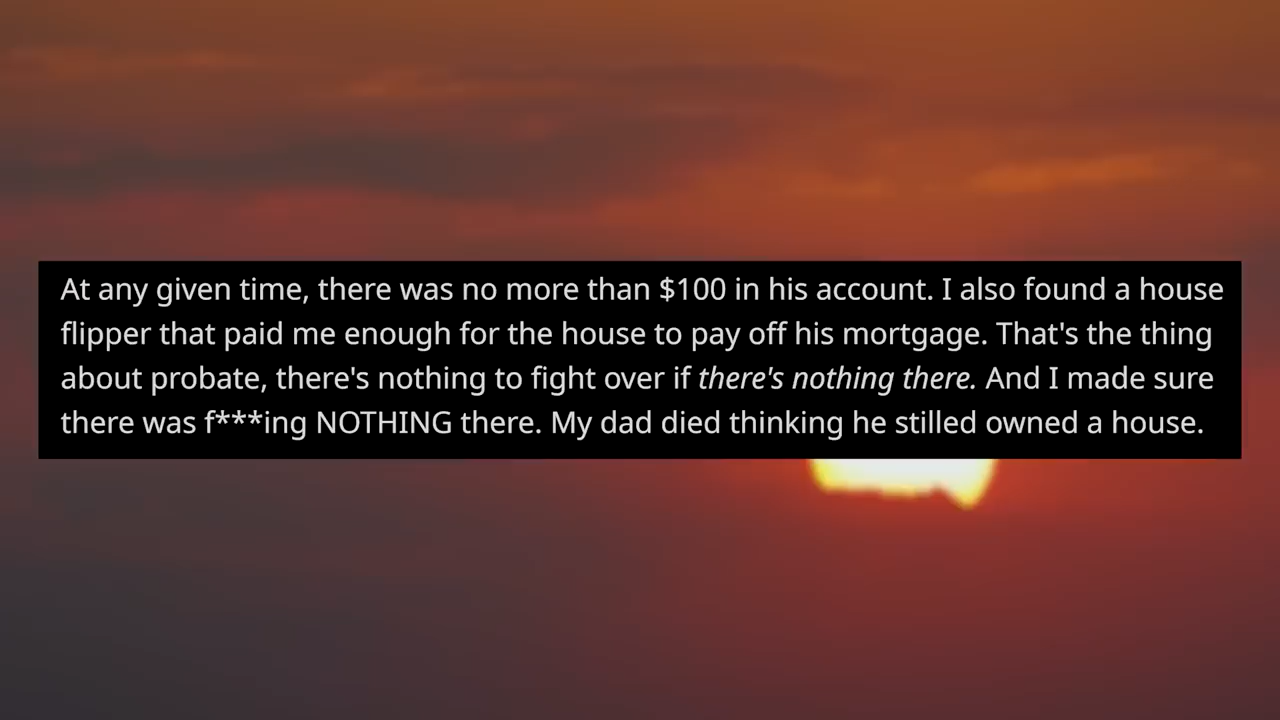 At any given time, there was no more than $100 in his account. I also found a house
flipper that paid me enough for the house to pay off his mortgage. That's the thing
about probate, there's nothing to fight over if there's nothing there. And I made sure
there was f***ing NOTHING there. My dad died thinking he stilled owned a house.